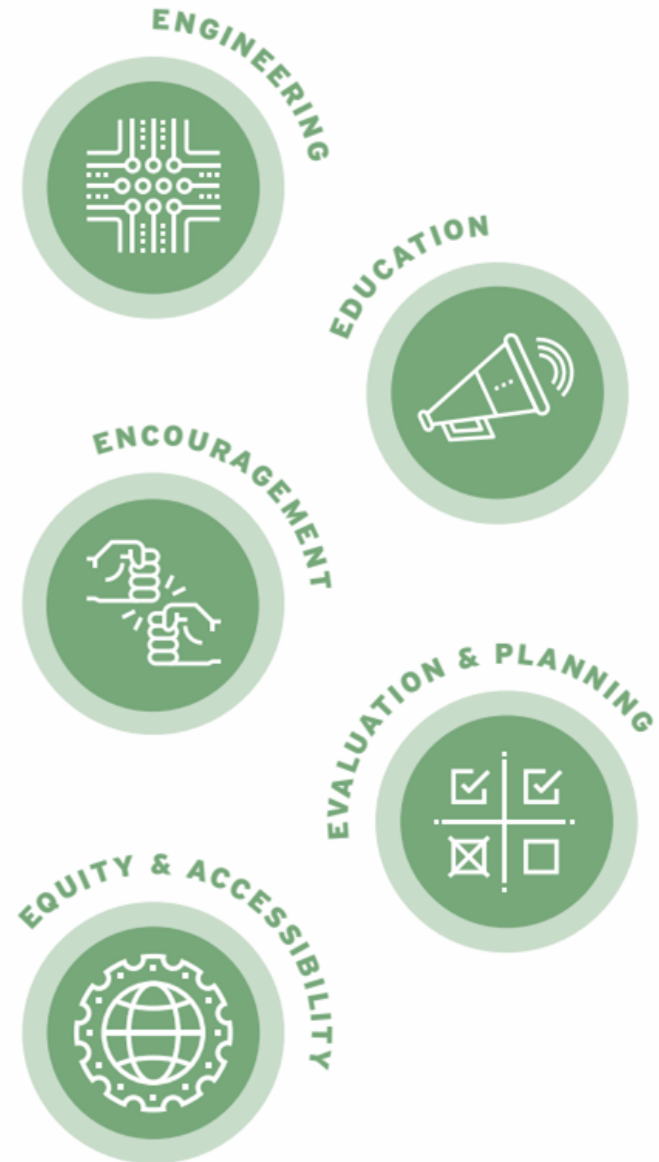 ENGINEERING
EDUCATION
ENCOURAGEMENT
EVALUATION & PLANNING
EQUITY & ACCESSIBILITY